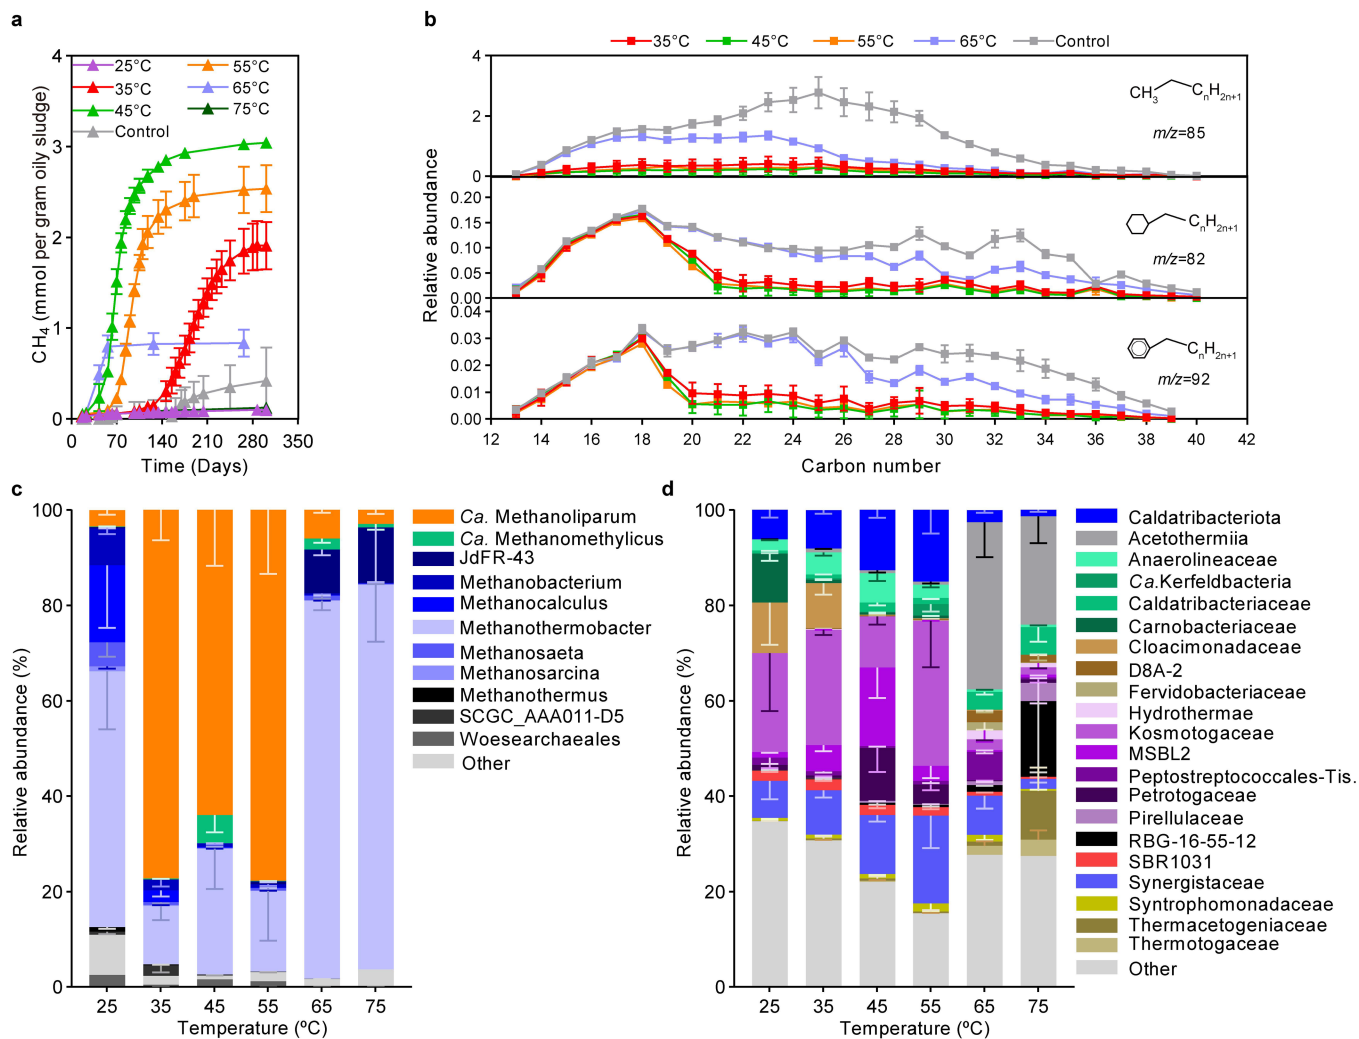 a
4
3
2
1
0
CH4 (mmol per gram oily sludge)
25°C
35°C
45°C
Control
55°C
65°C
75°C
0 70 140 210 280 350
Time (Days)
b
35°C 45°C 55°C 65°C Control
Relative abundance
4
2
0
CH3 CnH2n+1
m/z=85
0.20
0.15
0.10
0.05
0.00
CnH2n+1
m/z=82
0.04
0.03
0.02
0.01
0.00
CnH2n+1
m/z=92
12 14 16 18 20 22 24 26 28 30 32 34 36 38 40 42
Carbon number
c
100
80
60
40
20
0
Relative abundance (%)
25 35 45 55 65 75
Temperature (ºC)
Ca. Methanoliparum
Ca. Methanomethylicus
JdFR-43
Methanobacterium
Methanocalculus
Methanothermobacter
Methanosaeta
Methanosarcina
Methanothermus
SCGC_AAA011-D5
Woesearchaeales
Other
d
100
80
60
40
20
0
Relative abundance (%)
25 35 45 55 65 75
Temperature (ºC)
Caldatribacteriota
Acetothermiia
Anaerolineaceae
Ca.Kerfeldbacteria
Caldatribacteriaceae
Carnobacteriaceae
Cloacimonadaceae
D8A-2
Fervidobacteriaceae
Hydrothermae
Kosmotogaceae
MSBL2
Peptostreptococcales-Tis.
Petrotogaceae
Pirellulaceae
RBG-16-55-12
SBR1031
Synergistaceae
Syntrophomonadaceae
Thermacetogeniaceae
Thermotogaceae
Other